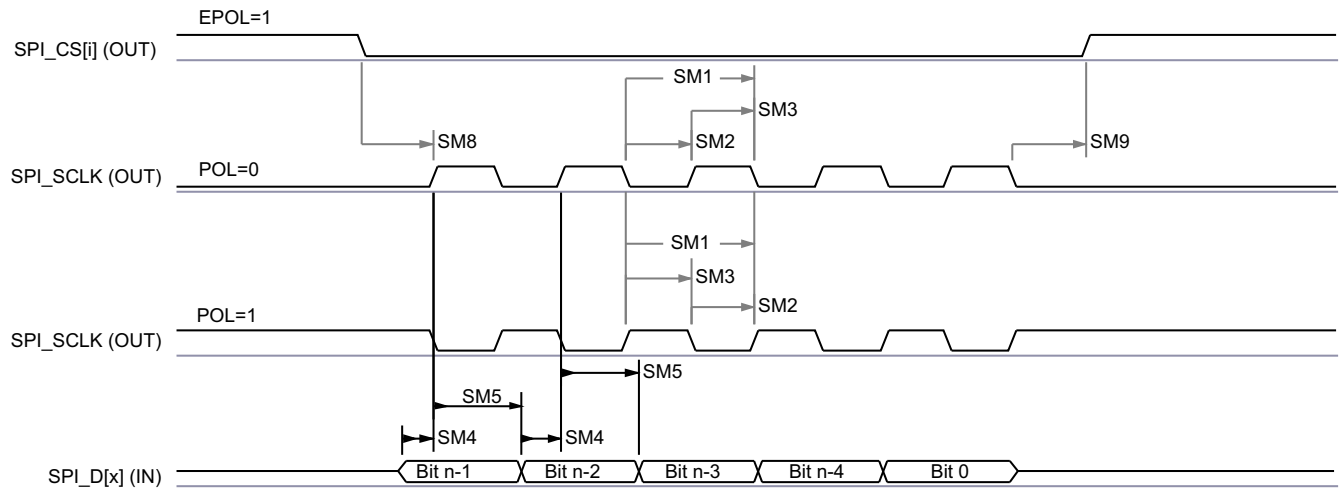 EPOL=1
SPI_CS[i] (OUT)
SM1
SM3
SM8
SM2
SM9
POL=0
SPI_SCLK (OUT)
SM1
SM3
SM2
POL=1
SPI_SCLK (OUT)
SM5
SM5
SM4
SM4
SPI_D[x] (IN)
Bit n-1
Bit n-2
Bit n-3
Bit n-4
Bit 0